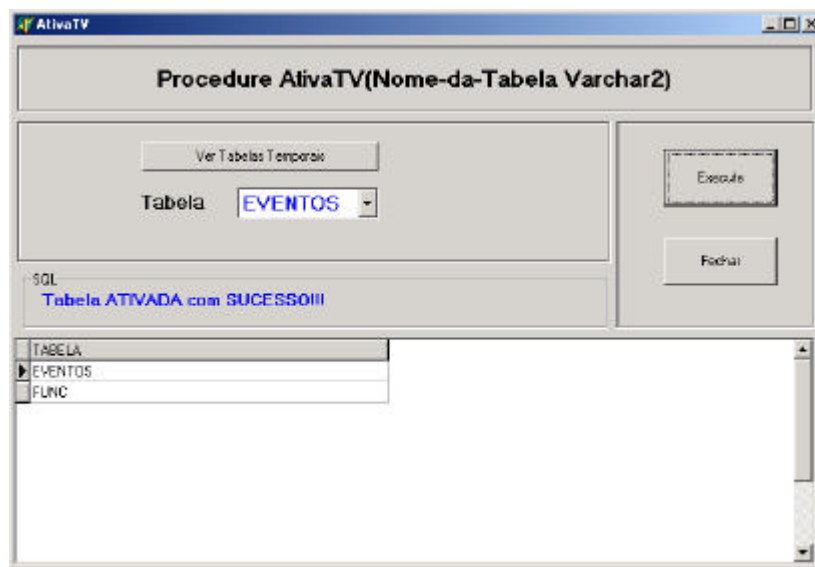 AtivaTV
Procedure AtivaTV(Nome-da-Tabela Varchar2)
Ver Tabelas Temporais
Tabela EVENTOS
Execute
Fechar
SQL
Tabela ATIVADA com SUCESSO!!!
TABELA
EVENTOS
FUNC